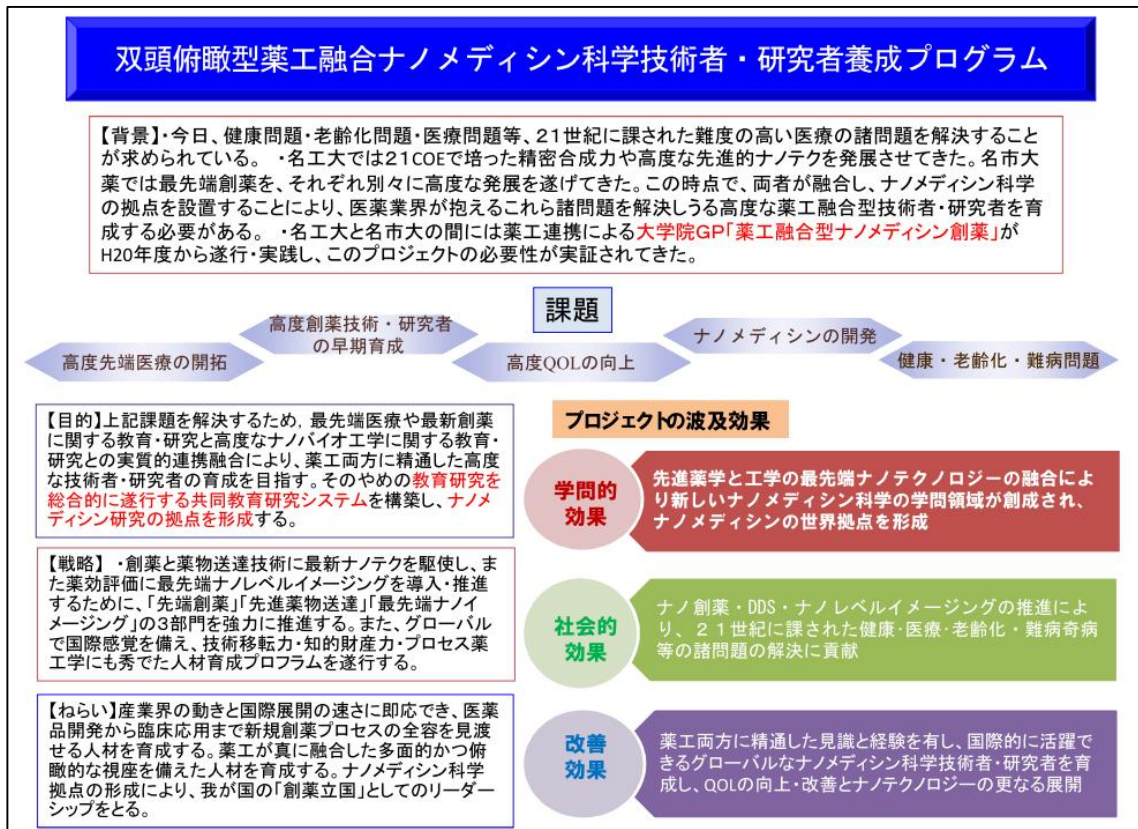 双頭俯瞰型薬工融合ナノメディシン科学技術者・研究者養成プログラム
【背景】・今日、健康問題・老齢化問題・医療問題等、21世紀に課された難度の高い医療の諸問題を解決すること
が求められている。 ・名工大では21COEで培った精密合成力や高度な先進的ナノテクを発展させてきた。名市大
薬では最先端創薬を、それぞれ別々に高度な発展を遂げてきた。この時点で、両者が融合し、ナノメディシン科学
の拠点を設置することにより、医薬業界が抱えるこれら諸問題を解決しうる高度な薬工融合型技術者・研究者を育
成する必要がある。 ・名工大と名市大の間には薬工連携による大学院GP「薬工融合型ナノメディシン創薬」が
H20年度から遂行・実践し、このプロジェクトの必要性が実証されてきた。
課題
高度先端医療の開拓
高度創薬技術・研究者
の早期育成
高度QOLの向上
ナノメディシンの開発
健康・老齢化・難病問題
【目的】上記課題を解決するため,最先端医療や最新創薬
に関する教育・研究と高度なナノバイオ工学に関する教育・
研究との実質的連携融合により、薬工両方に精通した高度
な技術者・研究者の育成を目指す。そのやめの教育研究を
総合的に遂行する共同教育研究システムを構築し、ナノメ
ディシン研究の拠点を形成する。
【戦略】 ・創薬と薬物送達技術に最新ナノテクを駆使し、ま
た薬効評価に最先端ナノレベルイメージングを導入・推進
するために、「先端創薬」「先進薬物送達」「最先端ナノイ
メージング」の3部門を強力に推進する。また、グローバル
で国際感覚を備え、技術移転力・知的財産力・プロセス薬
工学にも秀でた人材育成プロフラムを遂行する。
【ねらい】産業界の動きと国際展開の速さに即応でき、医薬
品開発から臨床応用まで新規創薬プロセスの全容を見渡
せる人材を育成する。薬工が真に融合した多面的かつ俯
瞰的な視座を備えた人材を育成する。ナノメディシン科学
拠点の形成により、我が国の「創薬立国」としてのリーダー
シップをとる。
プロジェクトの波及効果
学問的
効果
先進薬学と工学の最先端ナノテクノロジーの融合によ り
新しいナノメディシン科学の学問領域が創成され、
ナノメディシンの世界拠点を形成
社会的
効果
ナノ創薬・DDS・ナノレベルイメージングの推進によ
り、21世紀に課された健康・医療・老齢化・難病奇病
等の諸問題の解決に貢献
改善
効果
薬工両方に精通した見識と経験を有し、国際的に活躍で
きるグローバルなナノメディシン科学技術者・研究者を育
成し、QOLの向上・改善とナノテクノロジーの更なる展開